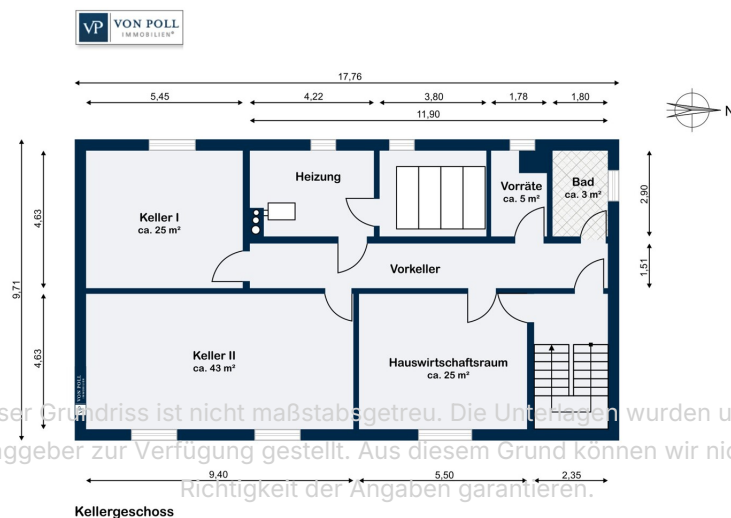 VP VON POLL
IMMOBILIEN®
17,76
5,45 4,22 3,80 1,78 1,80
11,90
N
9,71
4,63
4,63
2,90
1,51
Heizung
Keller I
ca. 25 m²
Vorräte
ca. 5 m²
Bad
ca. 3 m²
Vorkeller
Keller II
ca. 43 m²
Hauswirtschaftsraum
ca. 25 m²
VON POLL
ser Grundriss ist nicht maßstabsgetreu. Die Unterlagen wurden u
ggeber zur Verfügung gestellt. Aus diesem Grund können wir nic
9,40 5,50 2,35
Richtigkeit der Angaben garantieren.
Kellergeschoss